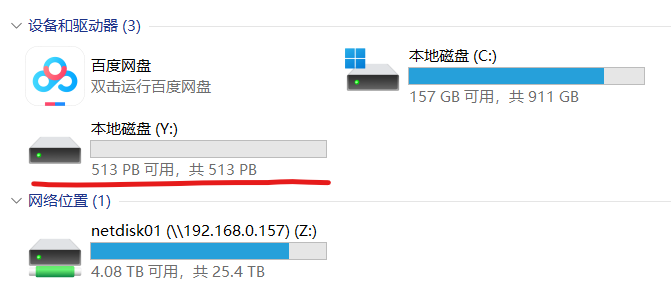 设备和驱动器 (3)
百度网盘
双击运行百度网盘
本地磁盘 (C:)
157 GB 可用，共 911 GB
本地磁盘 (Y:)
513 PB 可用，共 513 PB
网络位置 (1)
netdisk01 (\\192.168.0.157) (Z:)
4.08 TB 可用，共 25.4 TB